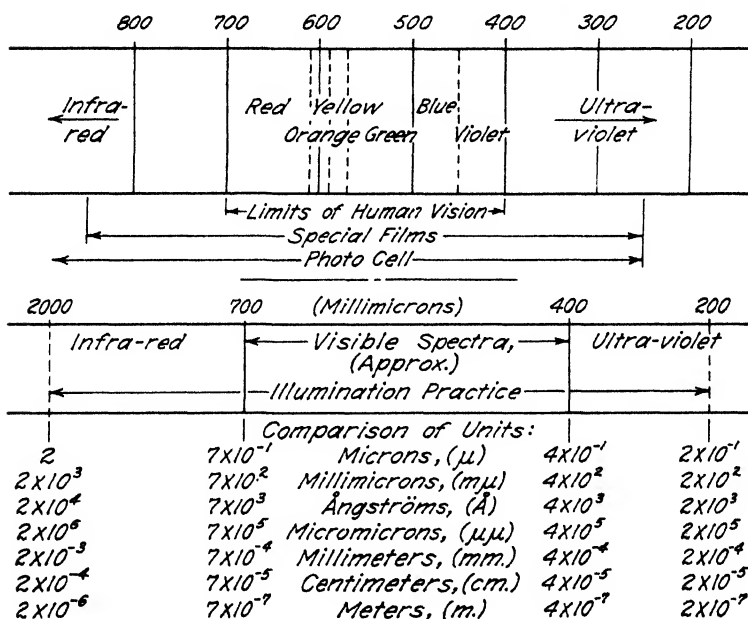 800 700 600 500 400 300 200
Infra- Red Yellow Blue Ultra-
red Orange Green Violet violet
Limits of Human Vision
Special Films
Photo Cell
2000 700 (Millimicrons) 400 200
Infra-red Visible Spectra, Ultra-violet
(Approx.)
Illumination Practice
Comparison of Units:
2 7x10⁻¹ Microns, (μ) 4x10⁻¹ 2x10⁻¹
2x10³ 7x10² Millimicrons, (mμ) 4x10² 2x10²
2x10⁴ 7x10³ Ångströms, (Å) 4x10³ 2x10³
2x10⁶ 7x10⁵ Micromicrons, (μμ) 4x10⁵ 2x10⁵
2x10⁻³ 7x10⁻⁴ Millimeters, (mm.) 4x10⁻⁴ 2x10⁻⁴
2x10⁻⁴ 7x10⁻⁵ Centimeters, (cm.) 4x10⁻⁵ 2x10⁻⁵
2x10⁻⁶ 7x10⁻⁷ Meters, (m.) 4x10⁻⁷ 2x10⁻⁷